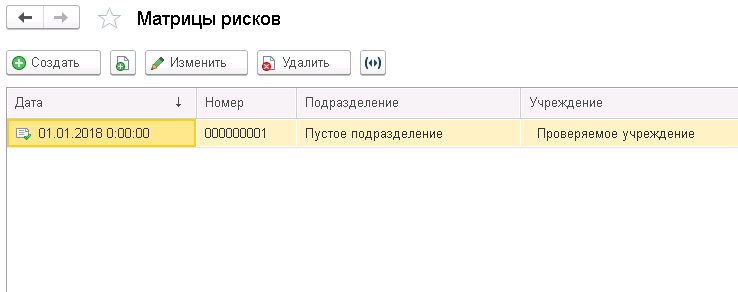 Матрицы рисков
Создать Изменить Удалить
Дата Номер Подразделение Учреждение
01.01.2018 0:00:00 000000001 Пустое подразделение Проверяемое учреждение